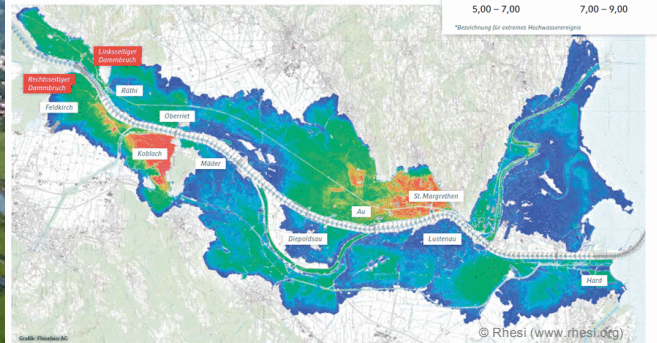 5,00 – 7,00 7,00 – 9,00
*Bezeichnung für extremes Hochwasserereignis
Linksseitiger
Dammbruch
Rechtsseitiger
Dammbruch
Rüthi
Feldkirch
Oberriet
Koblach
Mäder
St. Margrethen
Au
Diepoldsau
Lustenau
Hard
Grafik: Flussbau AG
© Rhesi (www.rhesi.org)